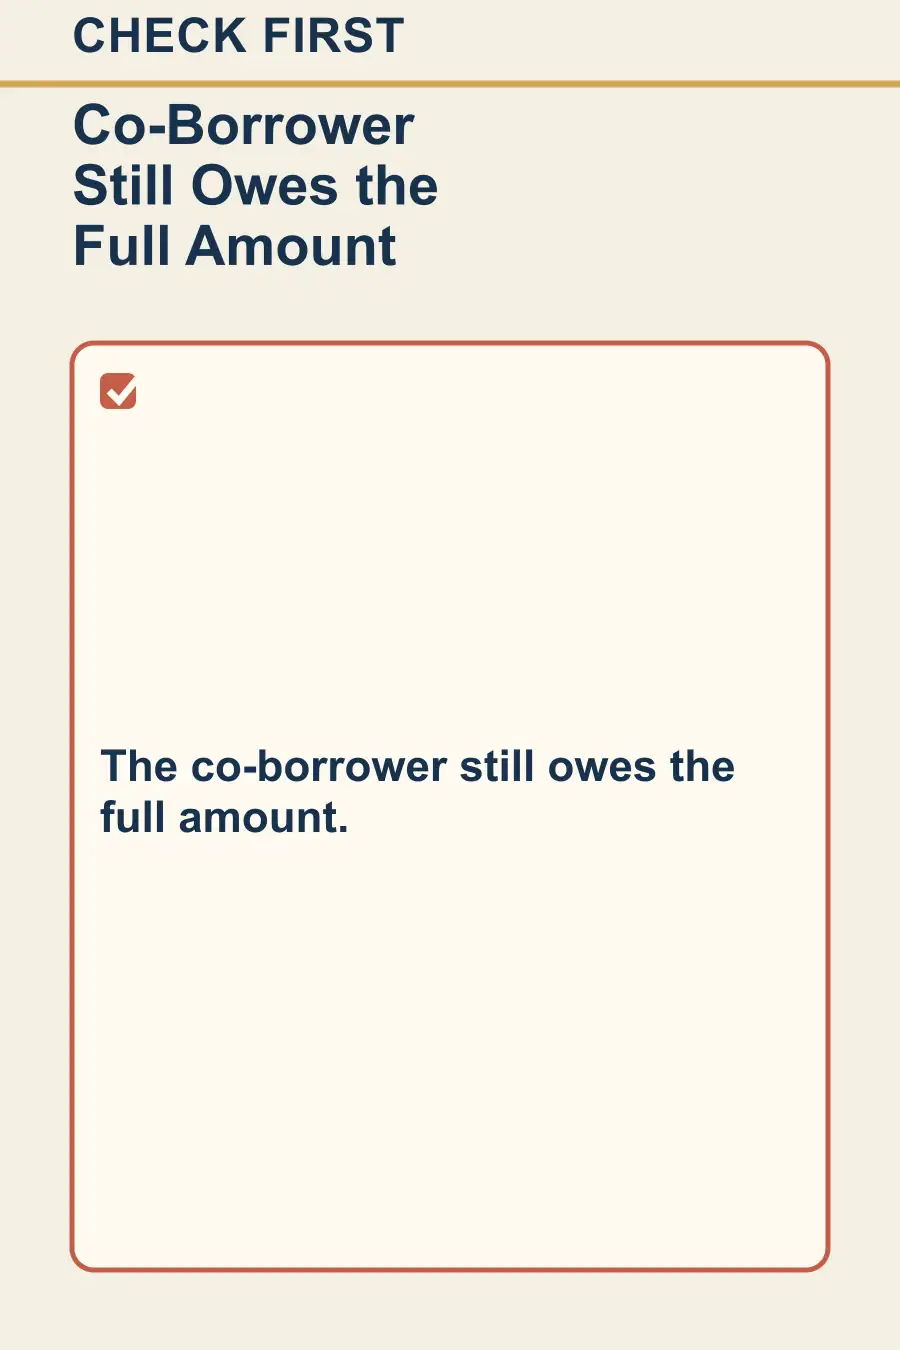 CHECK FIRST
Co-Borrower
Still Owes the
Full Amount
The co-borrower still owes the
full amount.